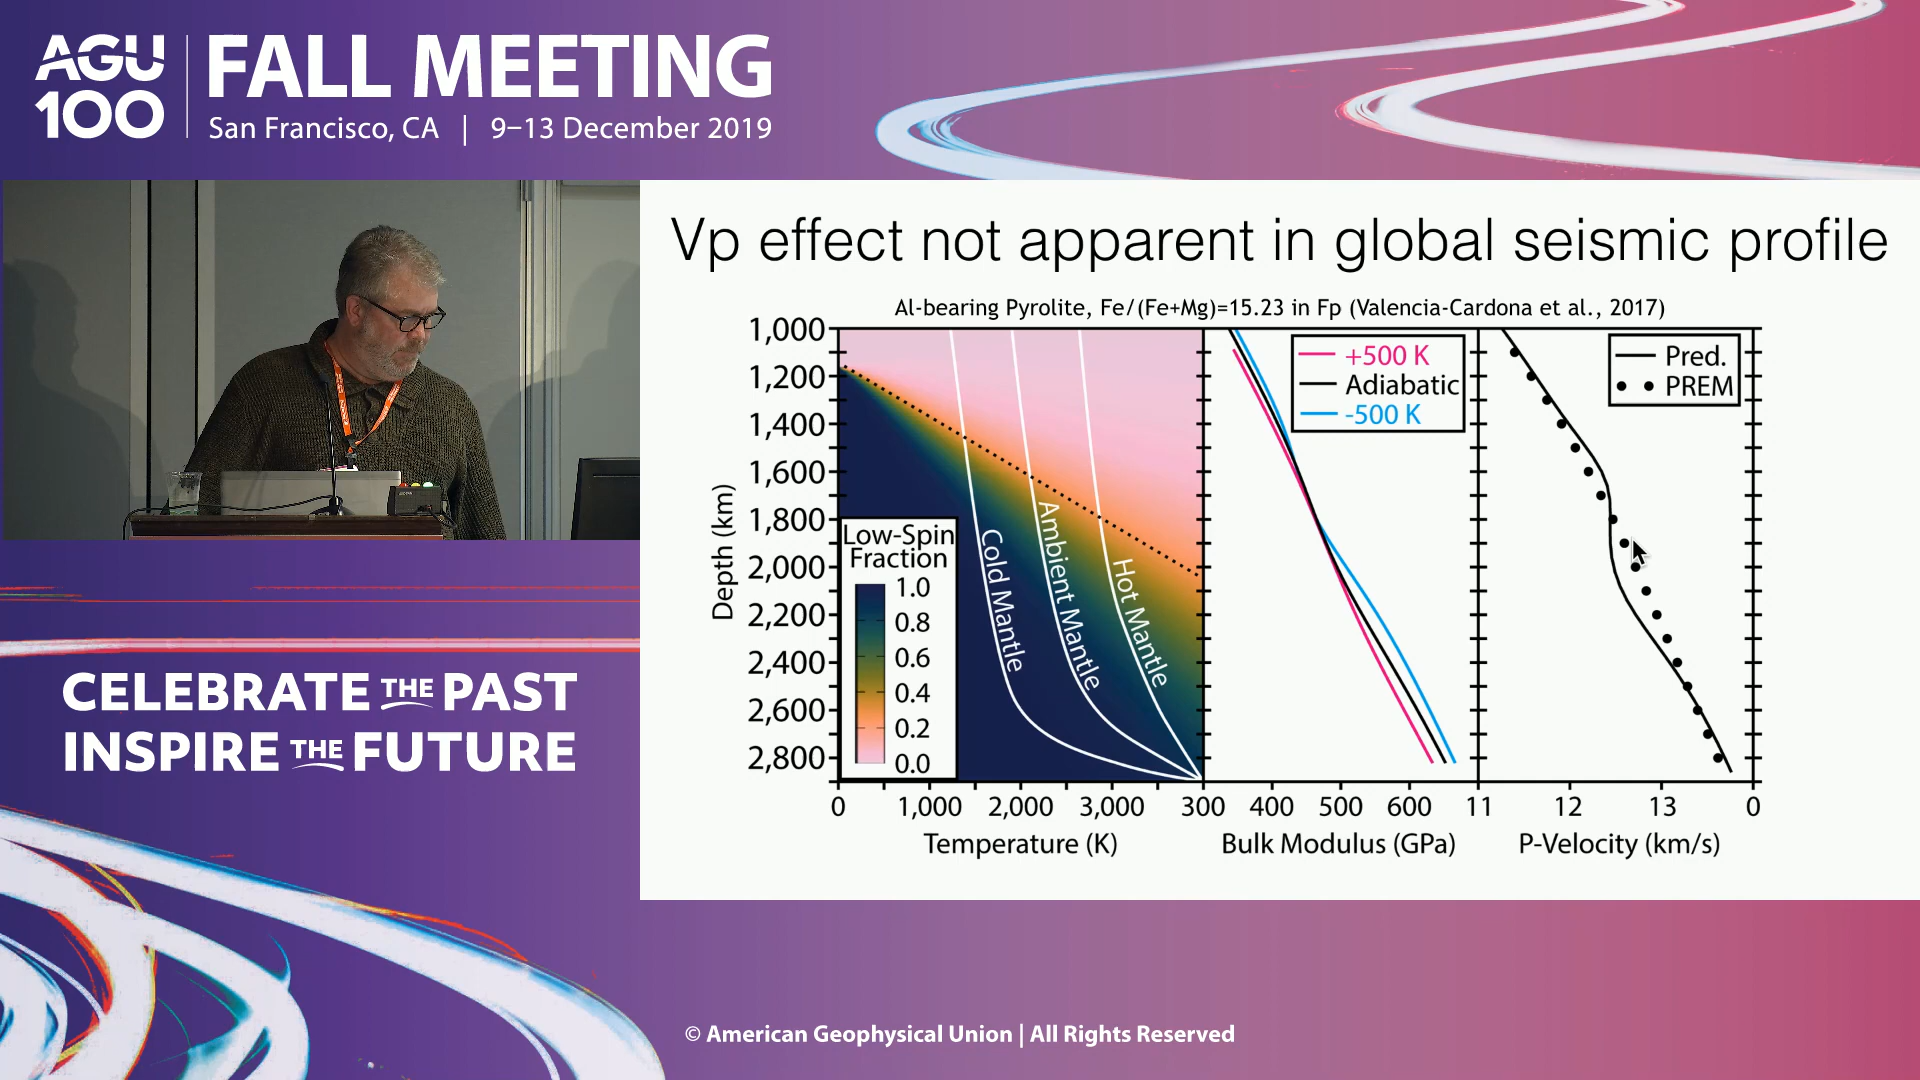 AGU
100
FALL MEETING
San Francisco, CA | 9–13 December 2019
Vp effect not apparent in global seismic profile
Al-bearing Pyrolite, Fe/(Fe+Mg)=15.23 in Fp (Valencia-Cardona et al., 2017)
Depth (km)
1,000
1,200
1,400
1,600
1,800
2,000
2,200
2,400
2,600
2,800
Low-Spin
Fraction
1.0
0.8
0.6
0.4
0.2
0.0
Cold Mantle
Ambient Mantle
Hot Mantle
+500 K
Adiabatic
-500 K
Pred.
PREM
0 1,000 2,000 3,000 300 400 500 600 11 12 13 0
Temperature (K) Bulk Modulus (GPa) P-Velocity (km/s)
CELEBRATE THE PAST
INSPIRE THE FUTURE
© American Geophysical Union | All Rights Reserved